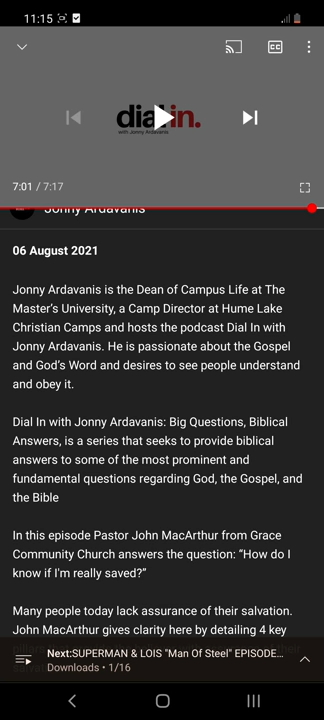 11:15
CC
dial in.
with Jonny Ardavanis
7:01 / 7:17
Jonny Ardavanis
06 August 2021
Jonny Ardavanis is the Dean of Campus Life at The
Master's University, a Camp Director at Hume Lake
Christian Camps and hosts the podcast Dial In with
Jonny Ardavanis. He is passionate about the Gospel
and God's Word and desires to see people understand
and obey it.
Dial In with Jonny Ardavanis: Big Questions, Biblical
Answers, is a series that seeks to provide biblical
answers to some of the most prominent and
fundamental questions regarding God, the Gospel, and
the Bible
In this episode Pastor John MacArthur from Grace
Community Church answers the question: “How do I
know if I'm really saved?”
Many people today lack assurance of their salvation.
John MacArthur gives clarity here by detailing 4 key
Next:SUPERMAN & LOIS "Man Of Steel" EPISODE...
Downloads • 1/16